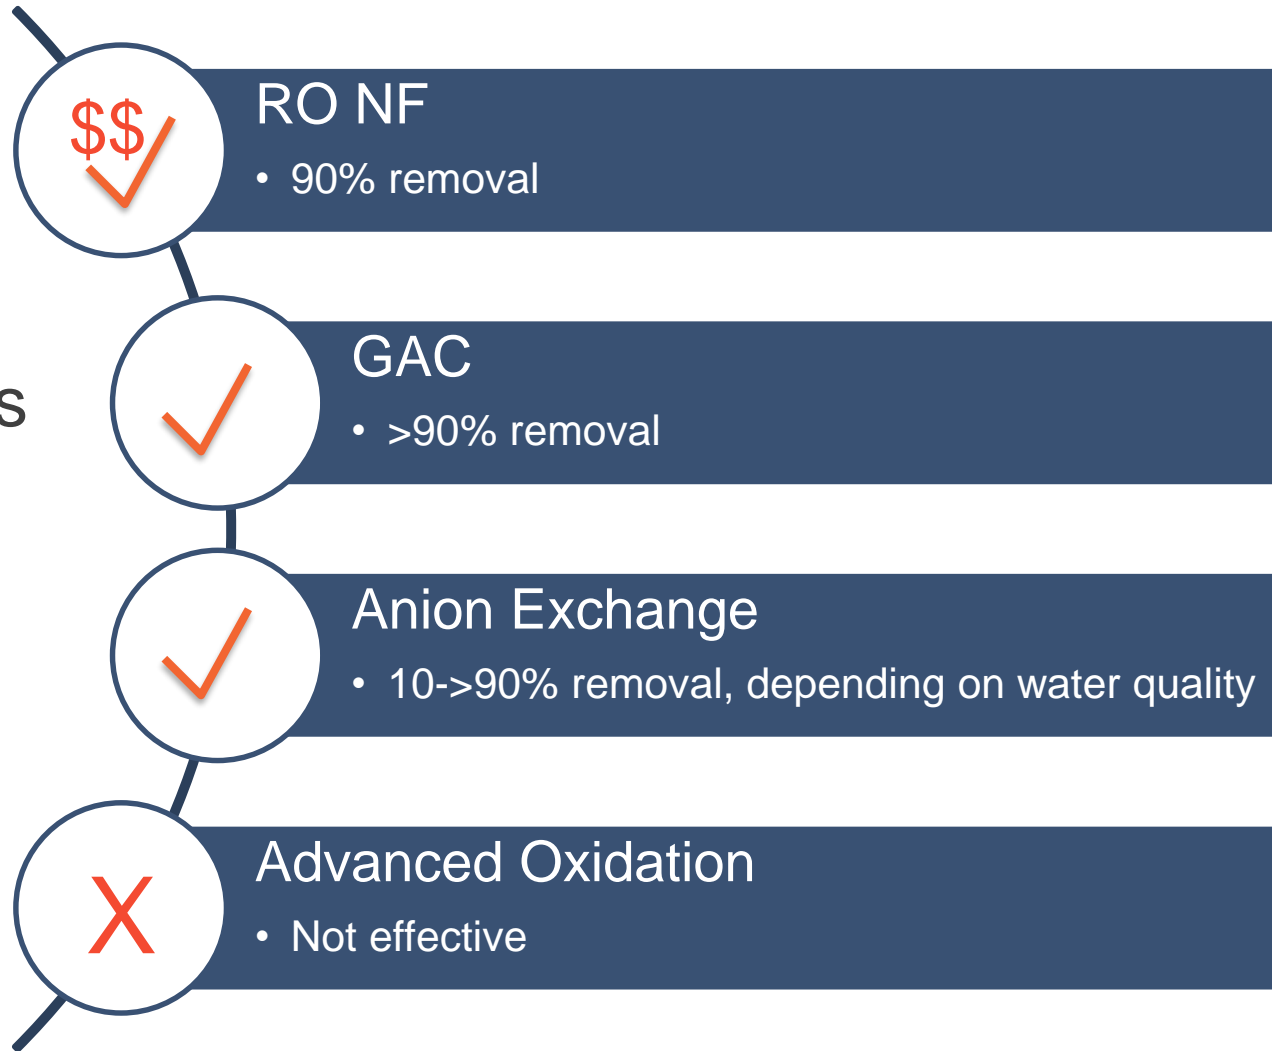 $$
RO NF
• 90% removal
GAC
• >90% removal
s
Anion Exchange
• 10->90% removal, depending on water quality
X
Advanced Oxidation
• Not effective